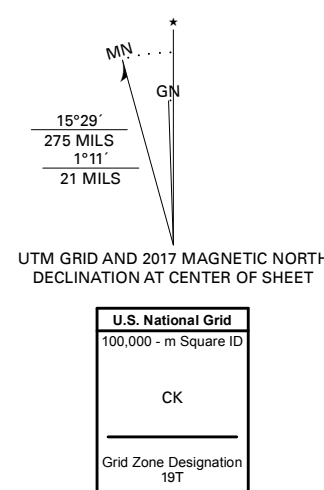 ★
MN
GN
15°29´
275 MILS
1°11´
21 MILS
UTM GRID AND 2017 MAGNETIC NORTH
DECLINATION AT CENTER OF SHEET
U.S. National Grid
100,000 - m Square ID
CK
Grid Zone Designation
19T